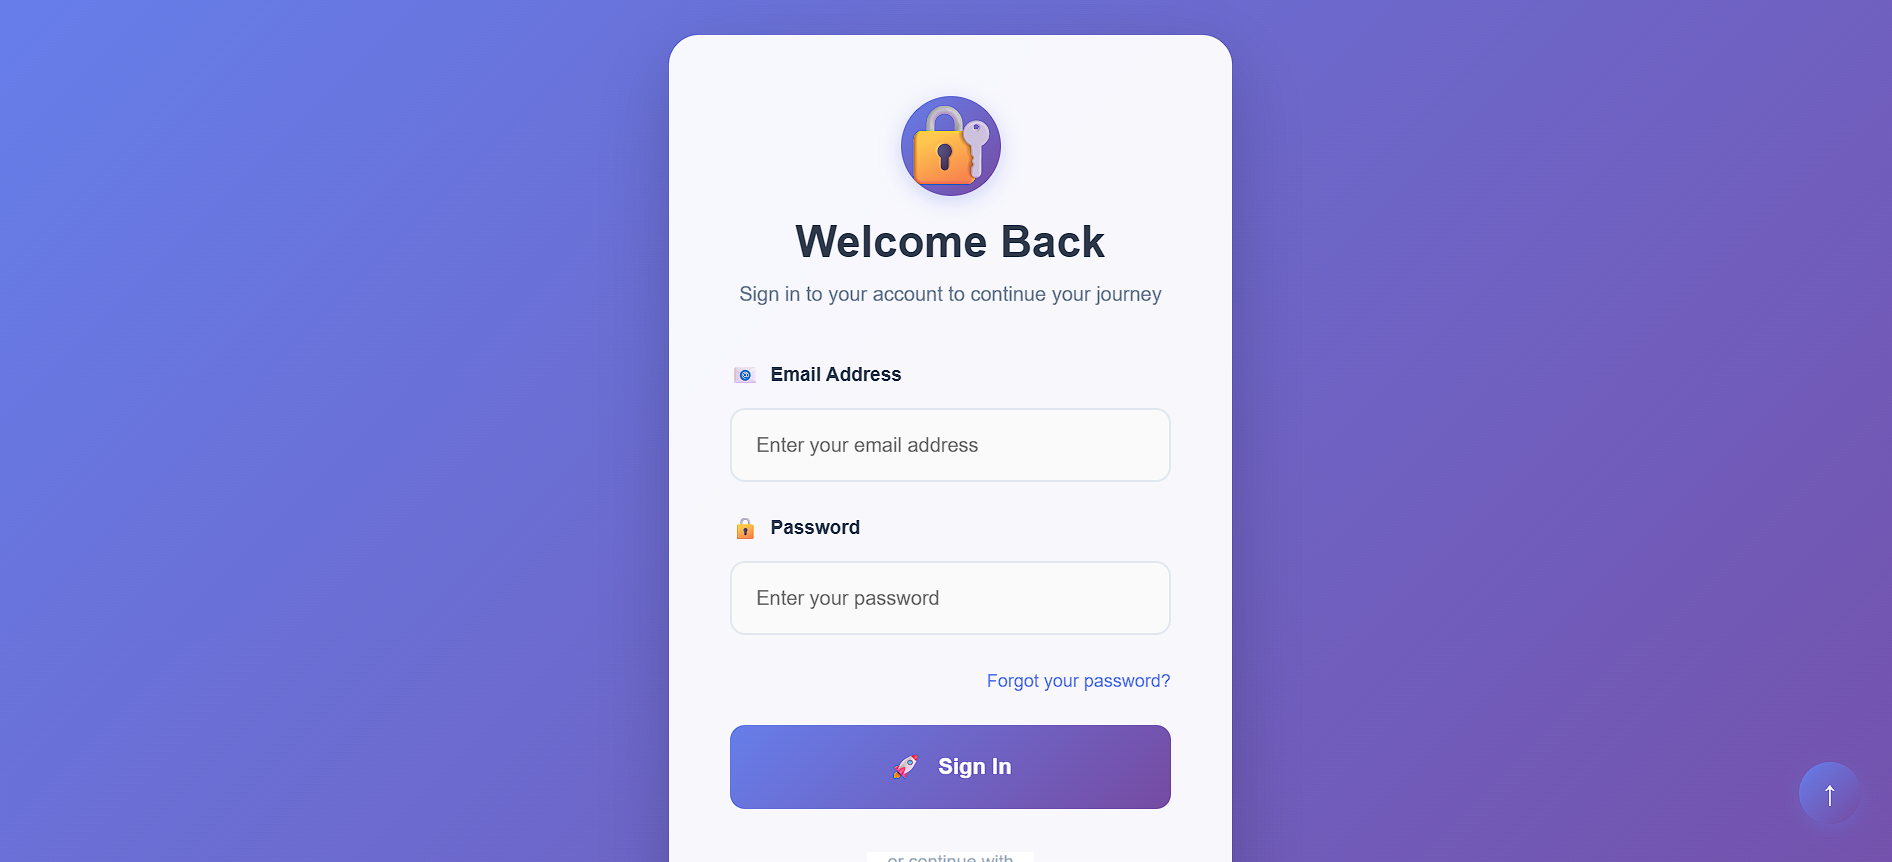 Welcome Back
Sign in to your account to continue your journey
Email Address
Enter your email address
Password
Enter your password
Forgot your password?
Sign In
↑
or continue with